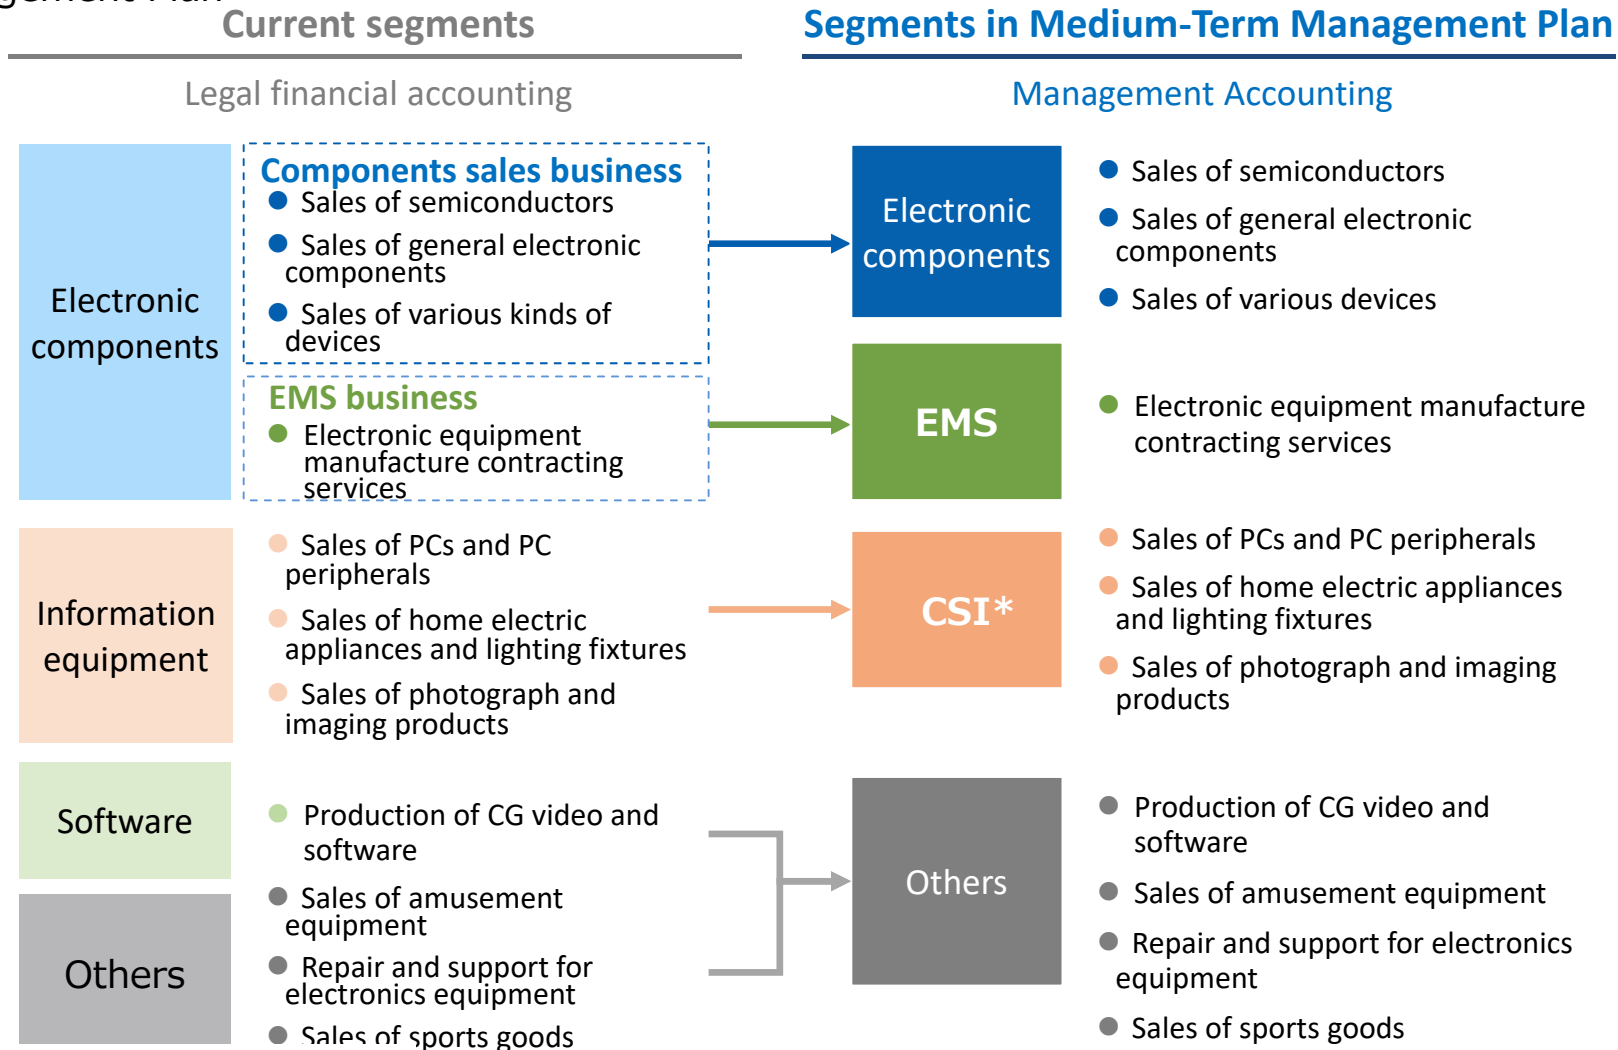 Current segments
Legal financial accounting
Electronic
components
Components sales business
● Sales of semiconductors
● Sales of general electronic
components
● Sales of various kinds of
devices
EMS business
● Electronic equipment
manufacture contracting
services
Information
equipment
● Sales of PCs and PC
peripherals
● Sales of home electric
appliances and lighting fixtures
● Sales of photograph and
imaging products
Software
● Production of CG video and
software
Others
● Sales of amusement
equipment
● Repair and support for
electronics equipment
● Sales of sports goods
Segments in Medium-Term Management Plan
Management Accounting
Electronic
components
● Sales of semiconductors
● Sales of general electronic
components
● Sales of various devices
EMS
● Electronic equipment manufacture
contracting services
CSI*
● Sales of PCs and PC peripherals
● Sales of home electric appliances
and lighting fixtures
● Sales of photograph and imaging
products
Others
● Production of CG video and
software
● Sales of amusement equipment
● Repair and support for electronics
equipment
● Sales of sports goods